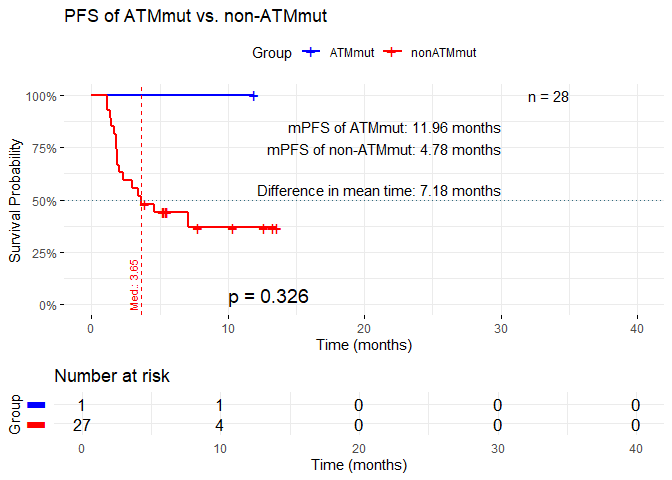 PFS of ATMmut vs. non-ATMmut
Group ATMmut nonATMmut
n = 28
mPFS of ATMmut: 11.96 months
mPFS of non-ATMmut: 4.78 months
Difference in mean time: 7.18 months
Survival Probability
100%
75%
50%
25%
0%
Med.: 3.65
p = 0.326
0 10 20 30 40
Time (months)
Number at risk
Group
1 1 0 0 0
27 4 0 0 0
0 10 20 30 40
Time (months)